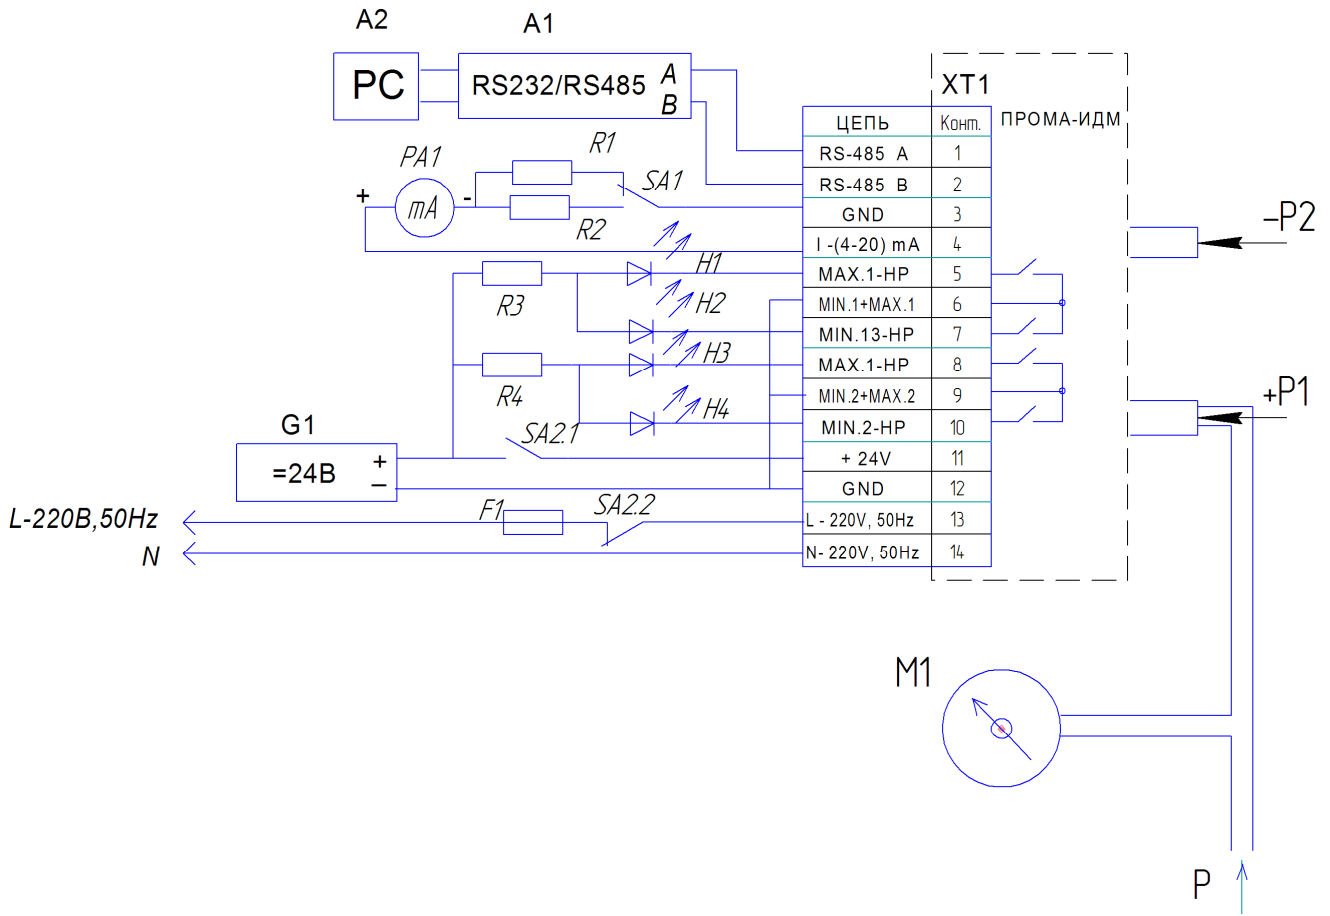 A2
A1
PC
RS232/RS485
A
B
XT1
ПРОМА-ИДМ
ЦЕПЬ Конт.
RS-485 A 1
RS-485 B 2
GND 3
I -(4-20) mA 4
MAX.1-HP 5
MIN.1+MAX.1 6
MIN.13-HP 7
MAX.1-HP 8
MIN.2+MAX.2 9
MIN.2-HP 10
+ 24V 11
GND 12
L - 220V, 50Hz 13
N- 220V, 50Hz 14
PA1
+
mA
-
R1
R2
SA1
H1
H2
H3
H4
R3
R4
SA2.1
G1
=24В
+
–
F1
SA2.2
L-220В,50Hz
N
–P2
+P1
M1
P